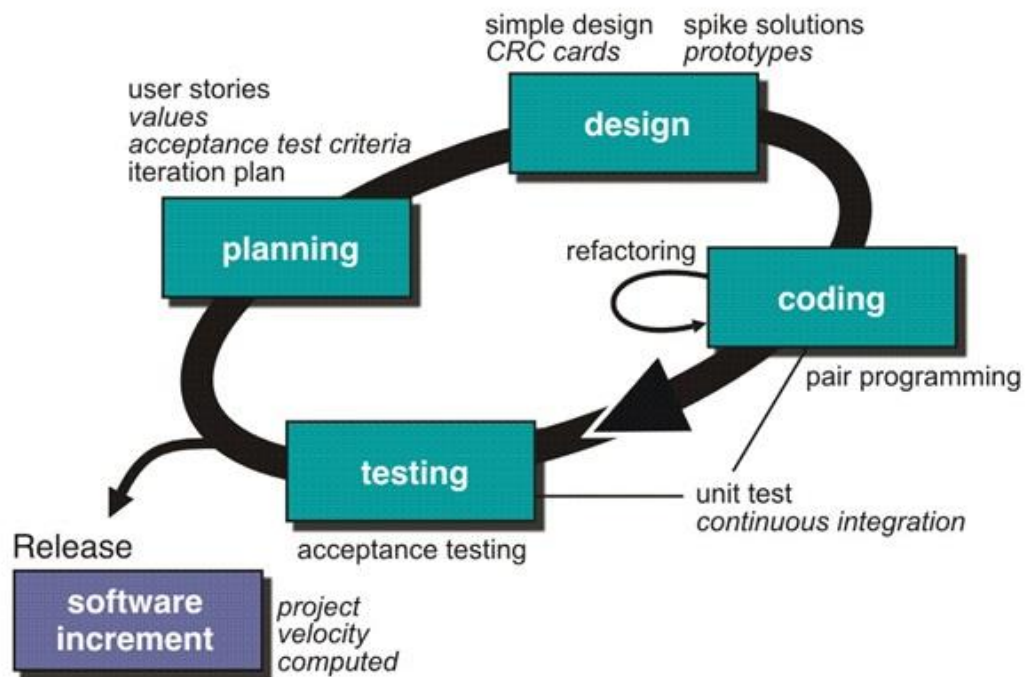 simple design
CRC cards
spike solutions
prototypes
user stories
values
acceptance test criteria
iteration plan
design
planning
refactoring
coding
pair programming
testing
unit test
continuous integration
acceptance testing
Release
software
increment
project
velocity
computed